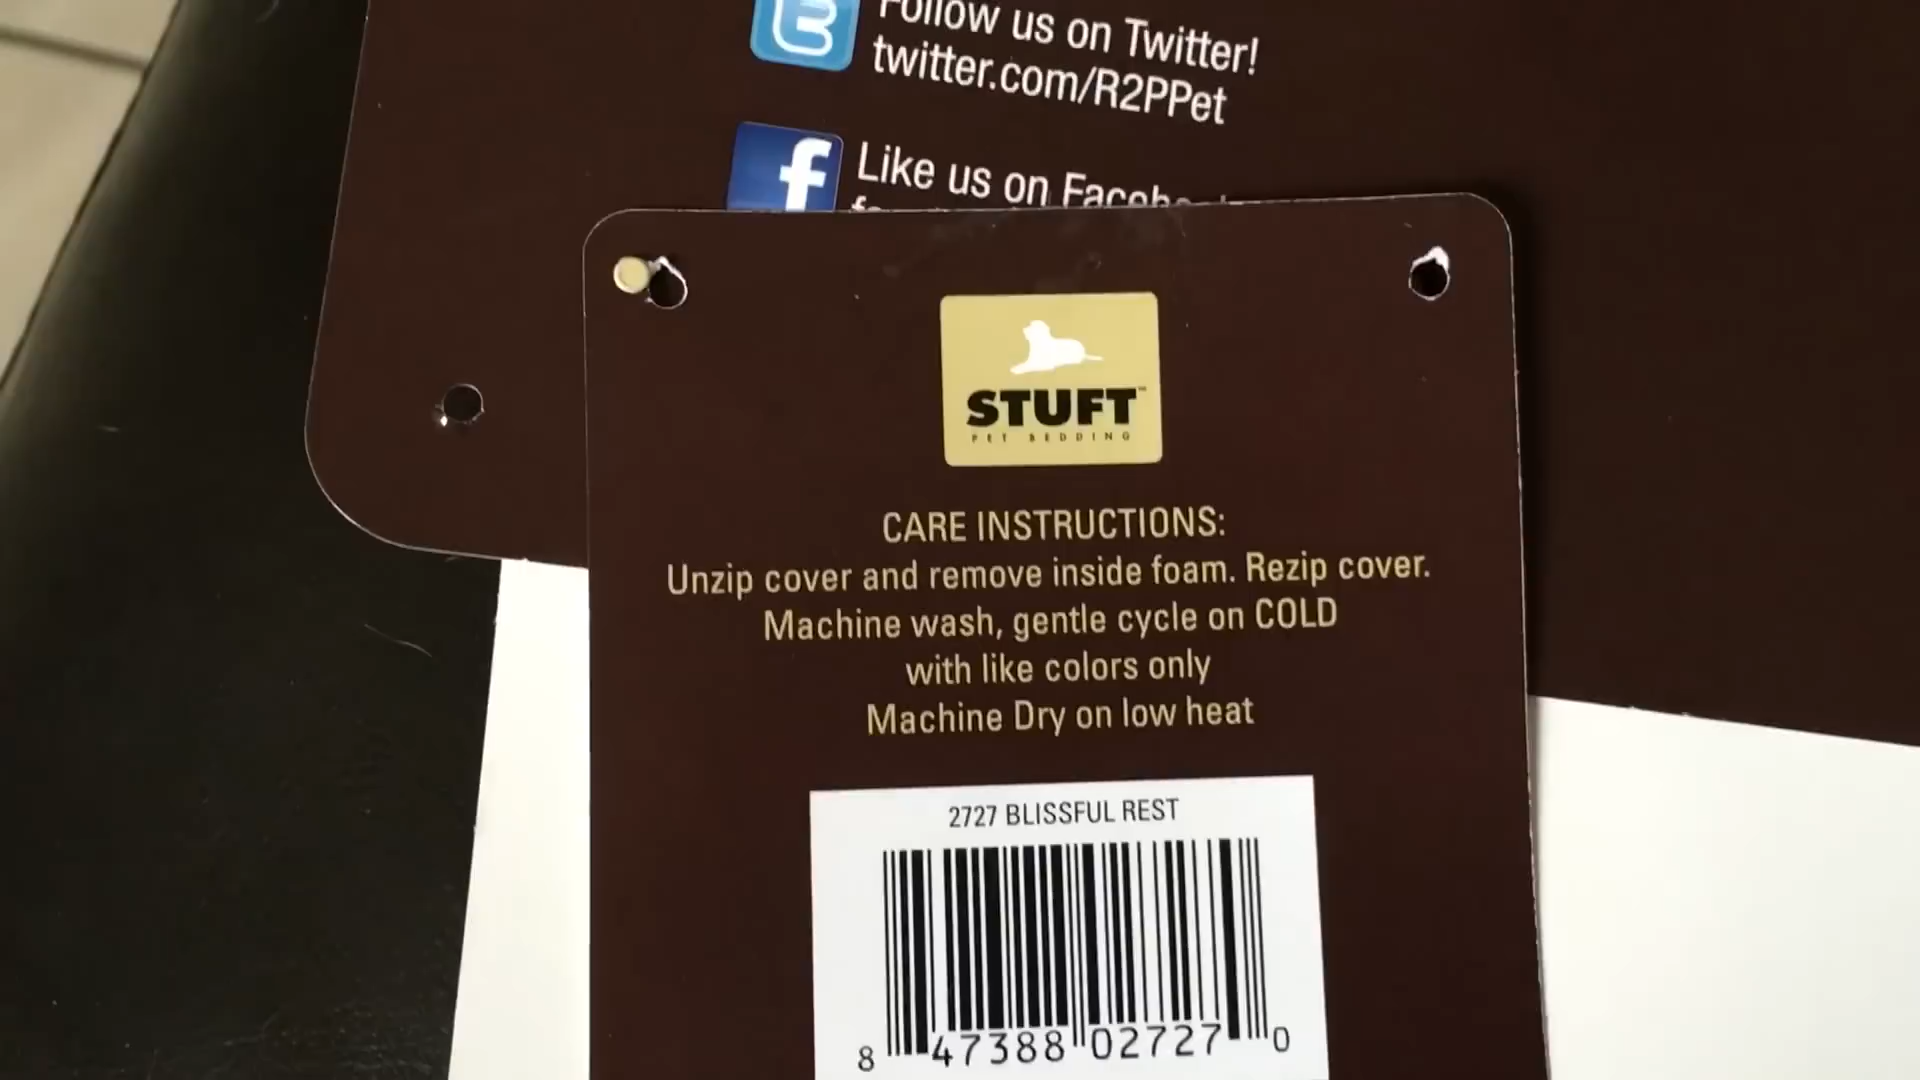 Follow us on Twitter!
twitter.com/R2PPet
f
Like us on
STUFT™
PET BEDDING
CARE INSTRUCTIONS:
Unzip cover and remove inside foam. Rezip cover.
Machine wash, gentle cycle on COLD
with like colors only
Machine Dry on low heat
2727 BLISSFUL REST
8 47388 02727 0